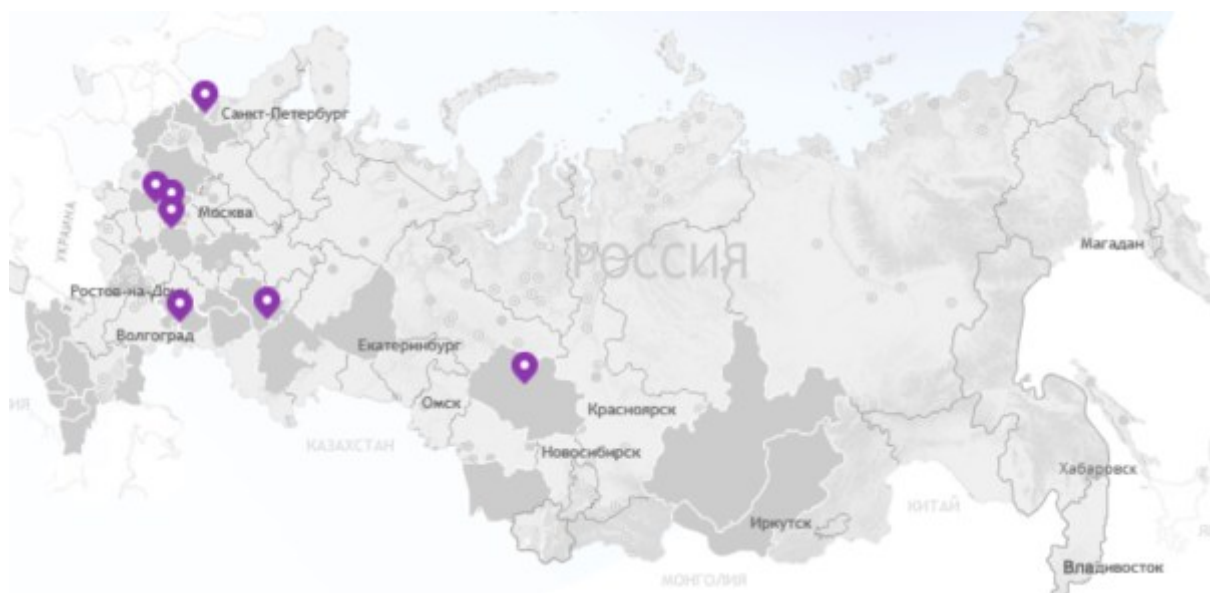 Санкт-Петербург
УКРАИНА
Москва
РОССИЯ
Магадан
Ростов-на-Дону
Волгоград
Екатеринбург
Омск
Красноярск
КАЗАХСТАН
Новосибирск
Хабаровск
КИТАЙ
Иркутск
Владивосток
МОНГОЛИЯ